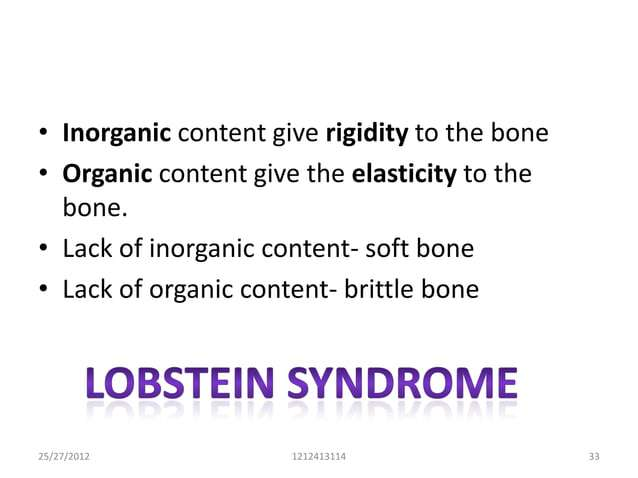 • Inorganic content give rigidity to the bone
• Organic content give the elasticity to the
bone.
• Lack of inorganic content- soft bone
• Lack of organic content- brittle bone
LOBSTEIN SYNDROME
25/27/2012 1212413114 33